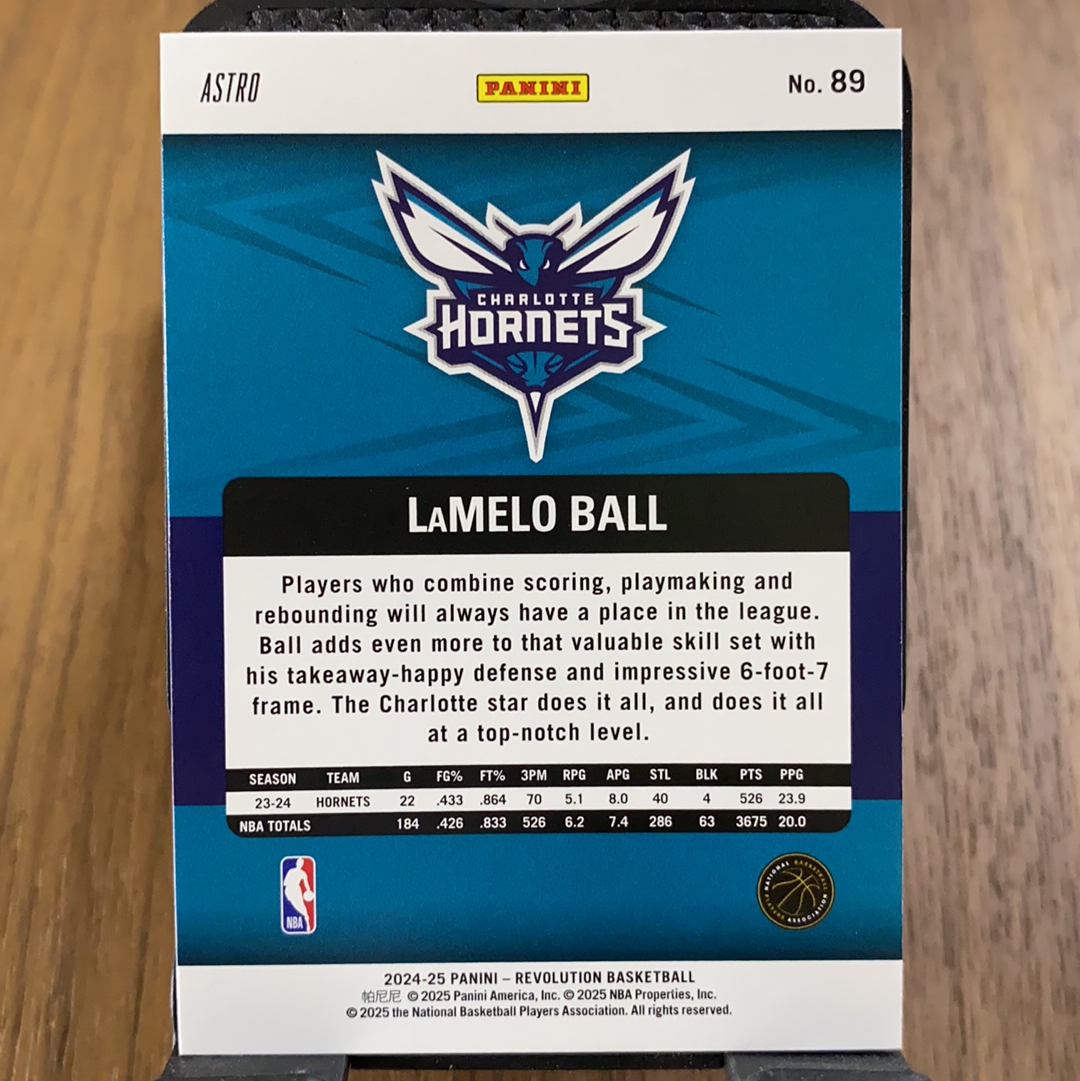 ASTRO
PANINI
No. 89
CHARLOTTE
HORNETS
LaMELO BALL
Players who combine scoring, playmaking and
rebounding will always have a place in the league.
Ball adds even more to that valuable skill set with
his takeaway-happy defense and impressive 6-foot-7
frame. The Charlotte star does it all, and does it all
at a top-notch level.
SEASON TEAM G FG% FT% 3PM RPG APG STL BLK PTS PPG
23-24 HORNETS 22 .433 .864 70 5.1 8.0 40 4 526 23.9
NBA TOTALS 184 .426 .833 526 6.2 7.4 286 63 3675 20.0
NBA
NATIONAL BASKETBALL
PLAYERS ASSOCIATION
2024-25 PANINI – REVOLUTION BASKETBALL
帕尼尼 © 2025 Panini America, Inc. © 2025 NBA Properties, Inc.
© 2025 the National Basketball Players Association. All rights reserved.